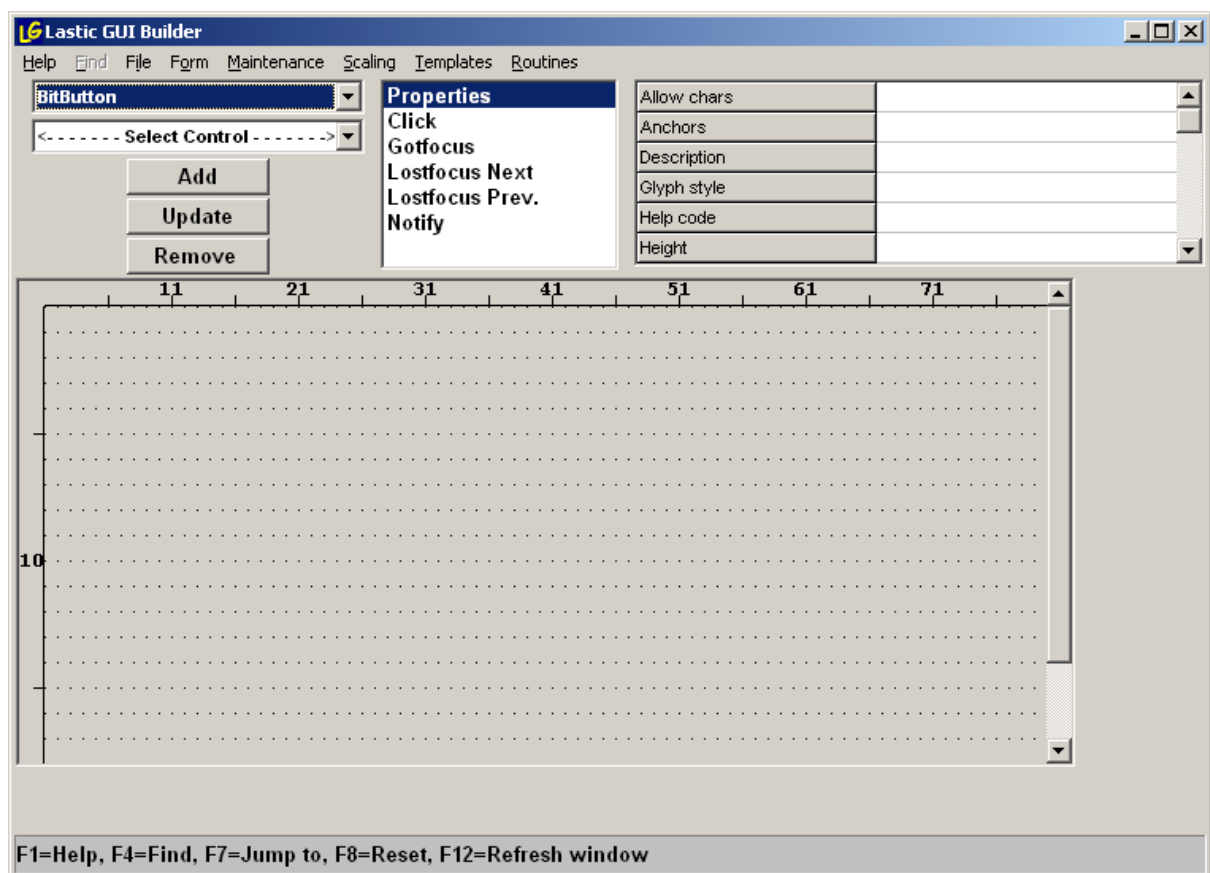 LG Lastic GUI Builder
Help Find File Form Maintenance Scaling Templates Routines
BitButton
<------- Select Control ------->
Add
Update
Remove
Properties
Click
Gotfocus
Lostfocus Next
Lostfocus Prev.
Notify
Allow chars
Anchors
Description
Glyph style
Help code
Height
11 21 31 41 51 61 71
10
F1=Help, F4=Find, F7=Jump to, F8=Reset, F12=Refresh window